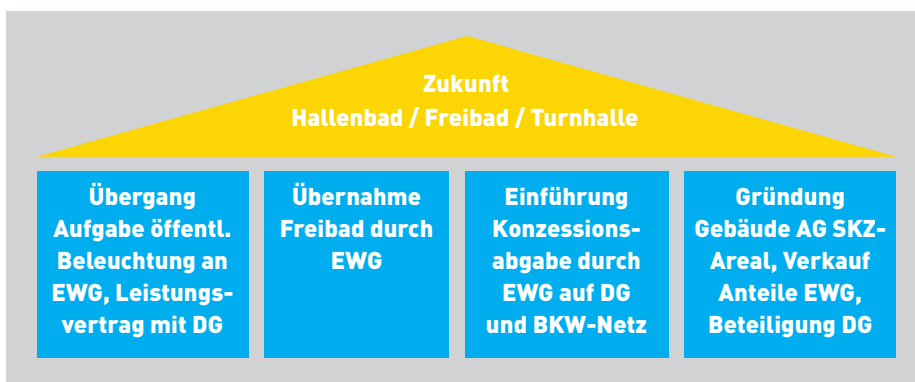 Zukunft
Hallenbad / Freibad / Turnhalle
Übergang
Aufgabe öffentl.
Beleuchtung an
EWG, Leistungs-
vertrag mit DG
Übernahme
Freibad durch
EWG
Einführung
Konzessions-
abgabe durch
EWG auf DG
und BKW-Netz
Gründung
Gebäude AG SKZ-
Areal, Verkauf
Anteile EWG,
Beteiligung DG